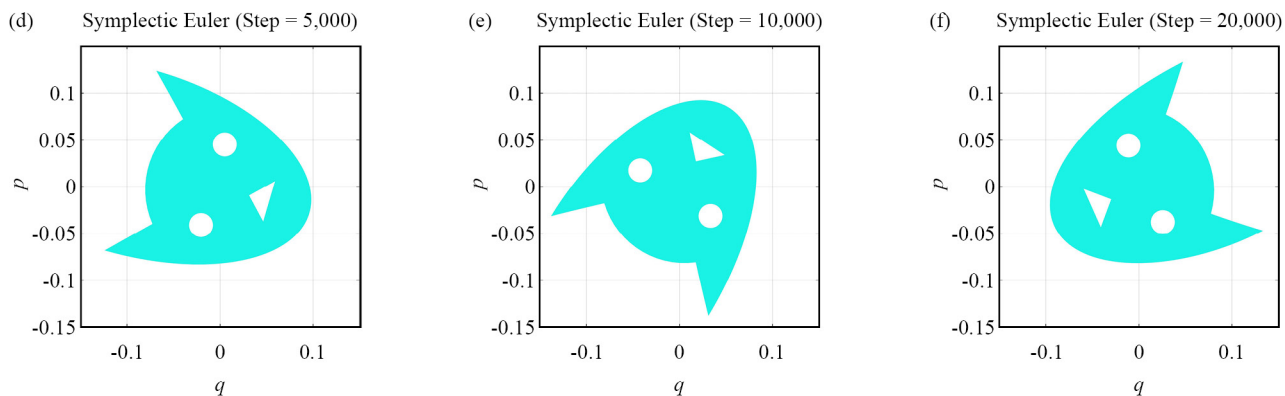 (d) Symplectic Euler (Step = 5,000)
0.1
0.05
0
-0.05
-0.1
-0.15
p
-0.1 0 0.1
q
(e) Symplectic Euler (Step = 10,000)
0.1
0.05
0
-0.05
-0.1
-0.15
p
-0.1 0 0.1
q
(f) Symplectic Euler (Step = 20,000)
0.1
0.05
0
-0.05
-0.1
-0.15
p
-0.1 0 0.1
q